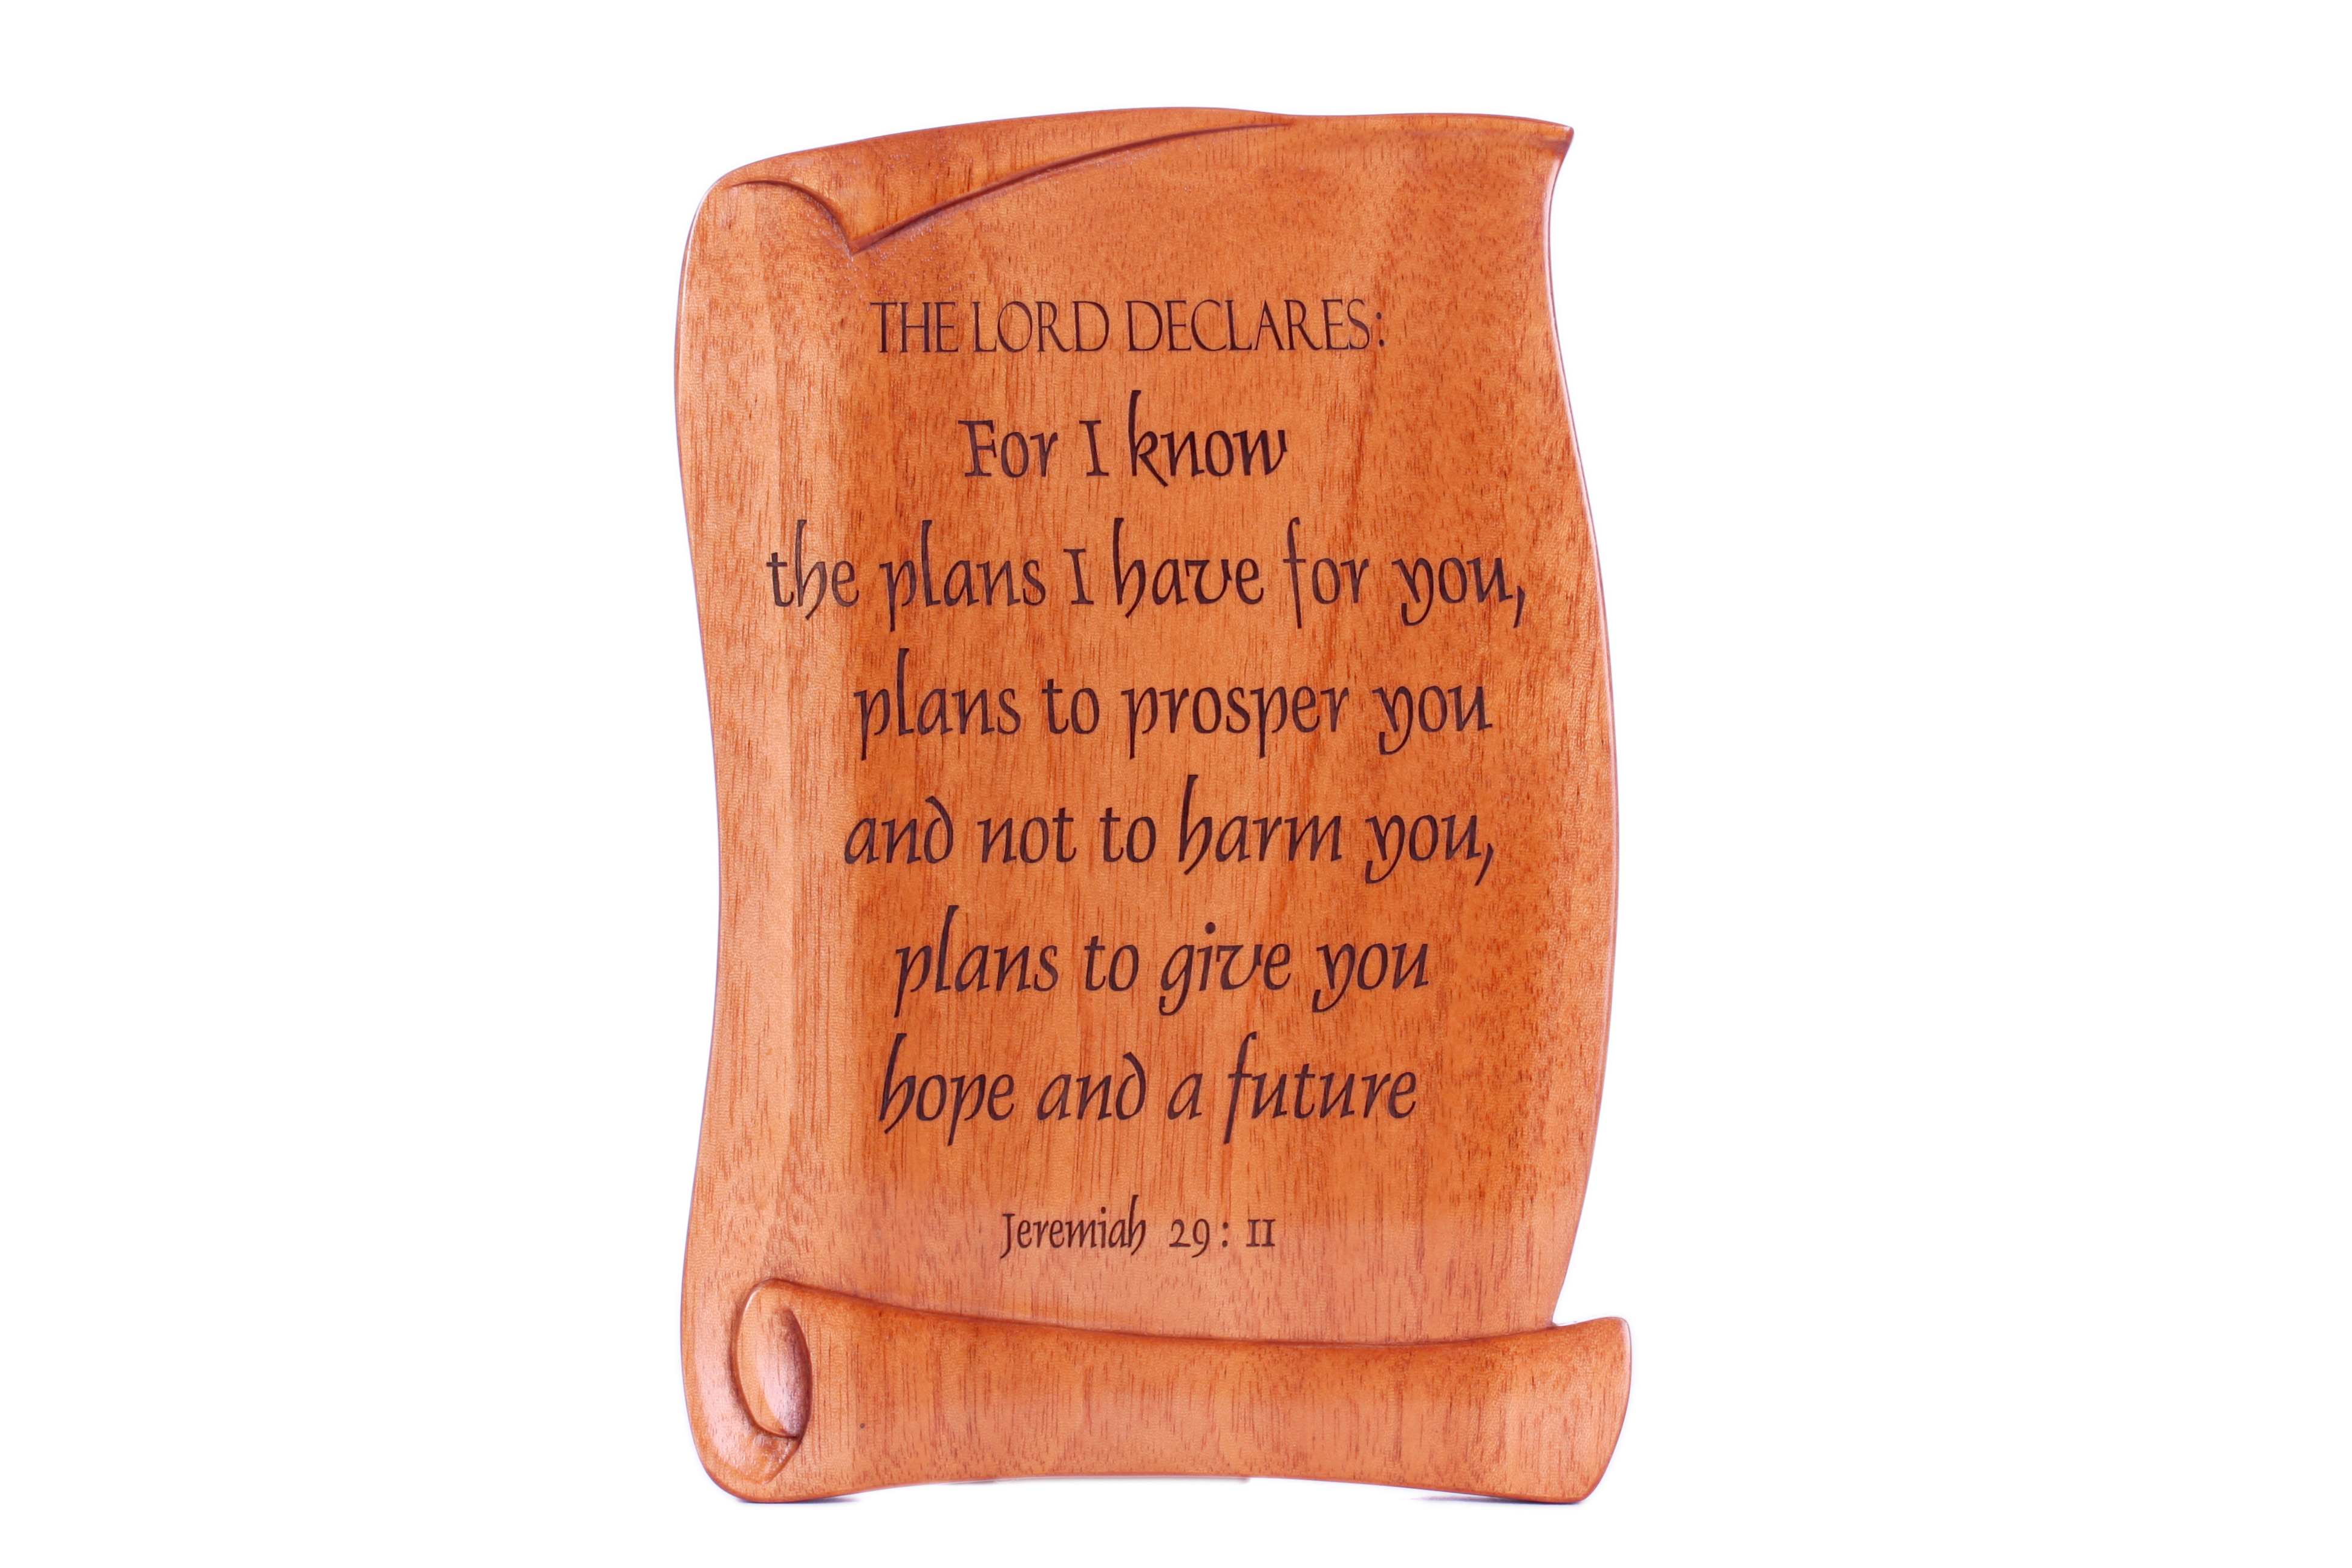 THE LORD DECLARES:
For I know
the plans I have for you,
plans to prosper you
and not to harm you,
plans to give you
hope and a future
Jeremiah 29: 11